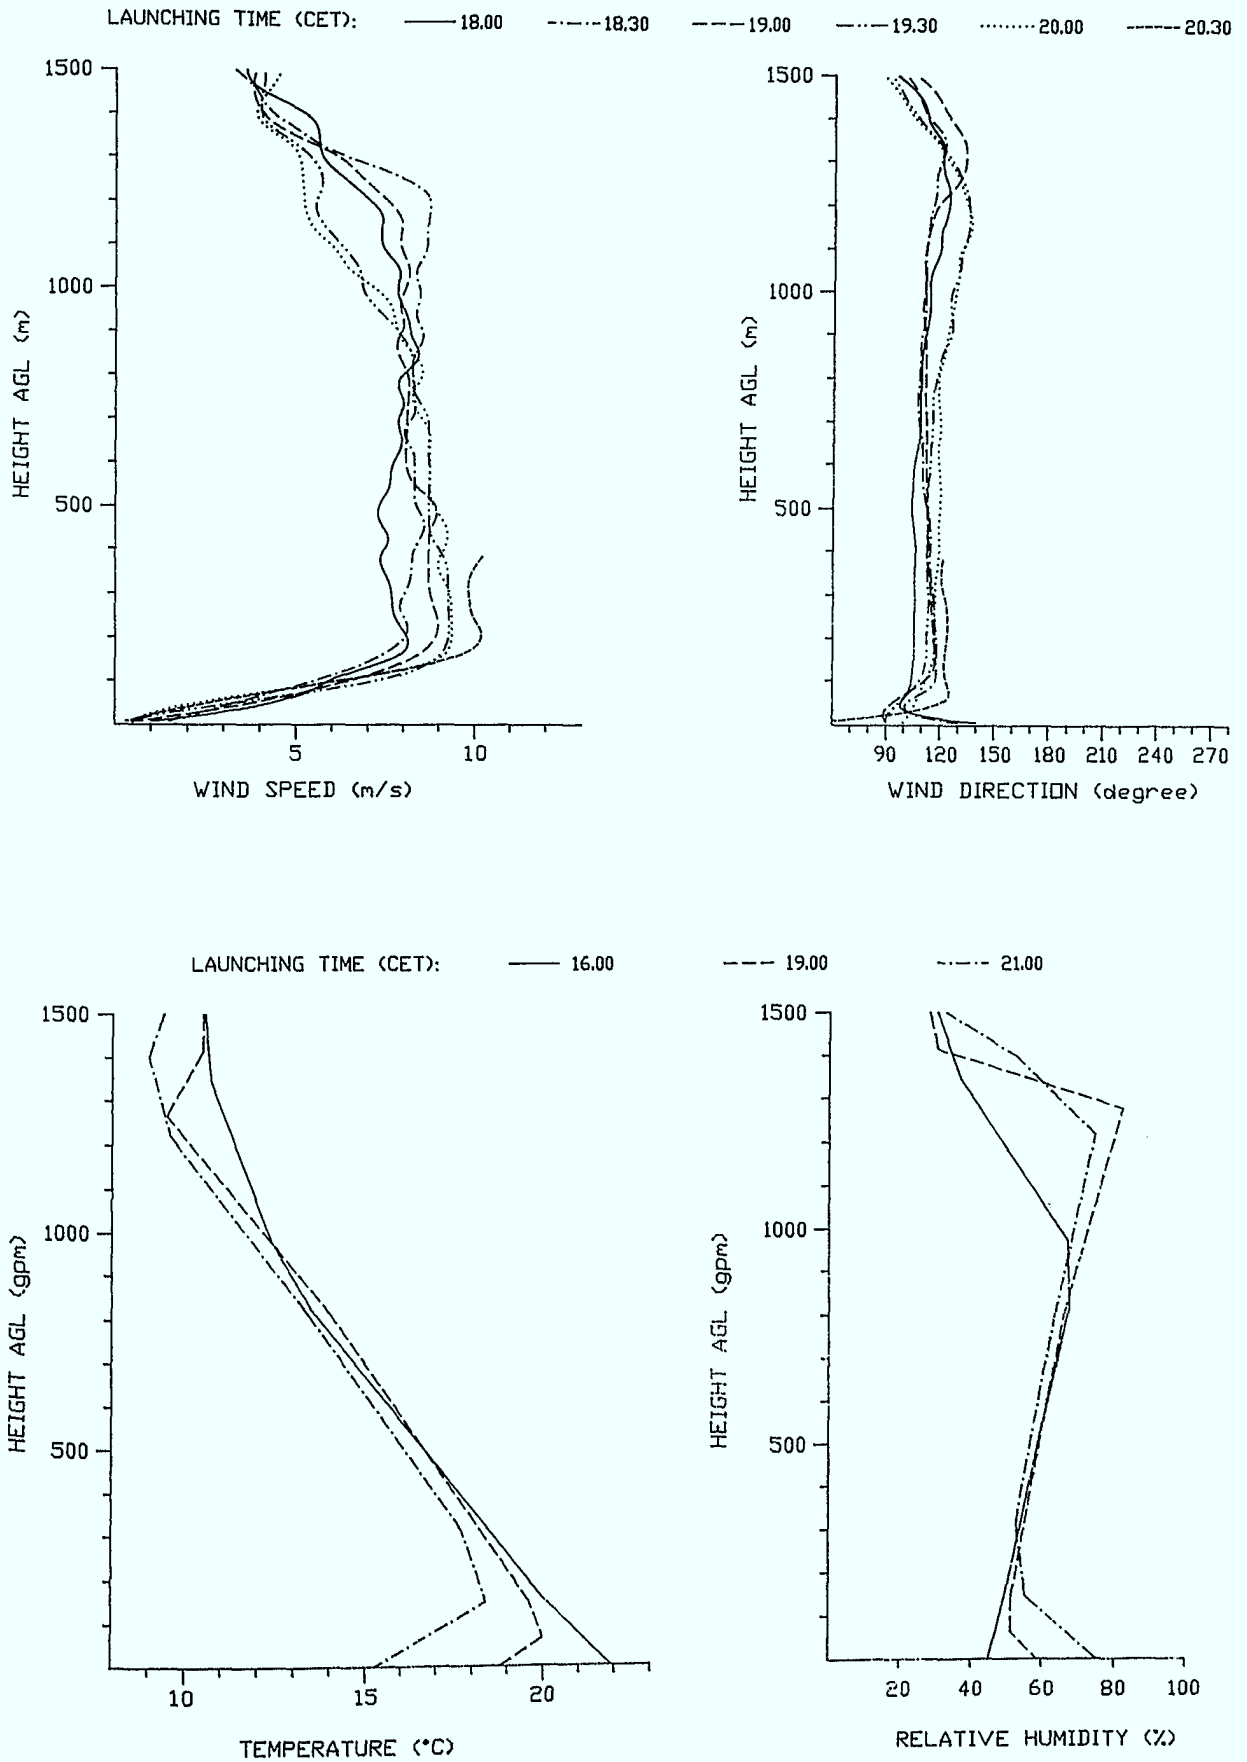 LAUNCHING TIME (CET): 18.00 18.30 19.00 19.30 20.00 20.30
1500
1000
500
HEIGHT AGL (m)
5 10
WIND SPEED (m/s)
1500
1000
500
HEIGHT AGL (m)
90 120 150 180 210 240 270
WIND DIRECTION (degree)
LAUNCHING TIME (CET): 16.00 19.00 21.00
1500
1000
500
HEIGHT AGL (gpm)
10 15 20
TEMPERATURE (°C)
1500
1000
500
HEIGHT AGL (gpm)
20 40 60 80 100
RELATIVE HUMIDITY (%)